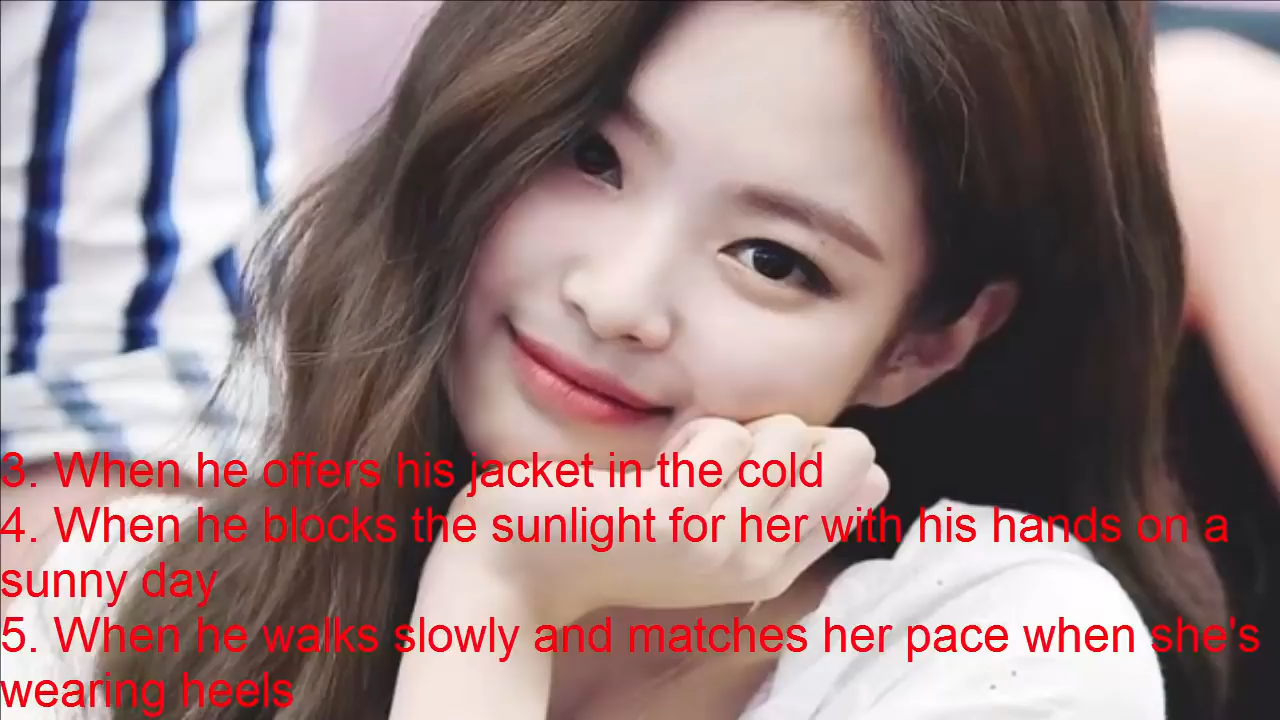 3. When he offers his jacket in the cold
4. When he blocks the sunlight for her with his hands on a
sunny day
5. When he walks slowly and matches her pace when she's
wearing heels